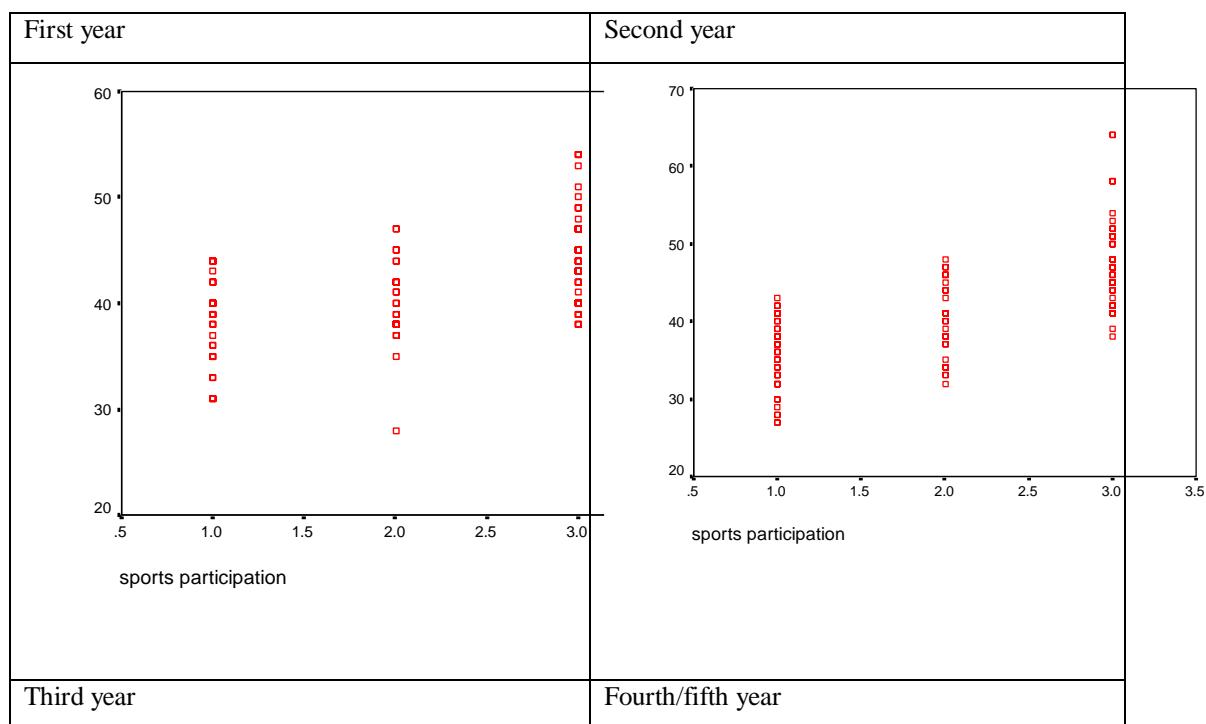 First year
Second year
60
50
40
30
20
.5 1.0 1.5 2.0 2.5 3.0
sports participation
70
60
50
40
30
20
.5 1.0 1.5 2.0 2.5 3.0 3.5
sports participation
Third year
Fourth/fifth year